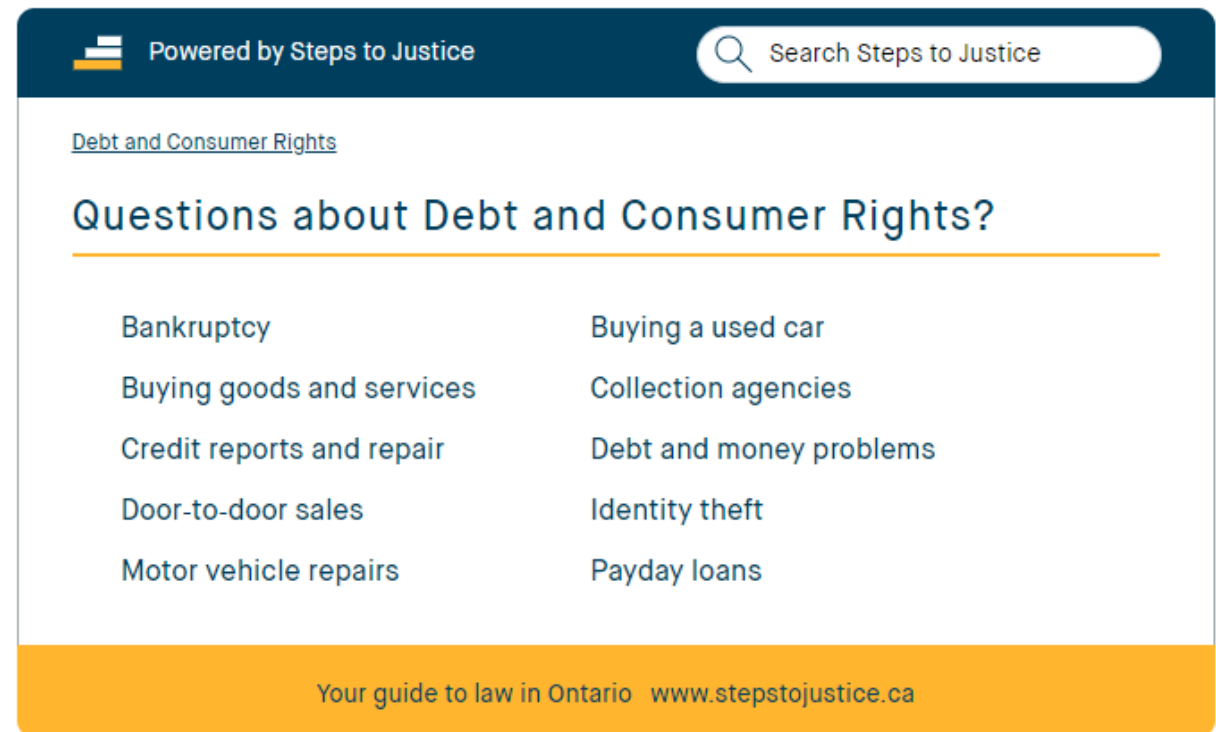 Powered by Steps to Justice
Search Steps to Justice
Debt and Consumer Rights
Questions about Debt and Consumer Rights?
Bankruptcy
Buying a used car
Buying goods and services
Collection agencies
Credit reports and repair
Debt and money problems
Door-to-door sales
Identity theft
Motor vehicle repairs
Payday loans
Your guide to law in Ontario www.stepstojustice.ca